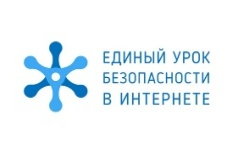 ЕДИНЫЙ УРОК
БЕЗОПАСНОСТИ
В ИНТЕРНЕТЕ